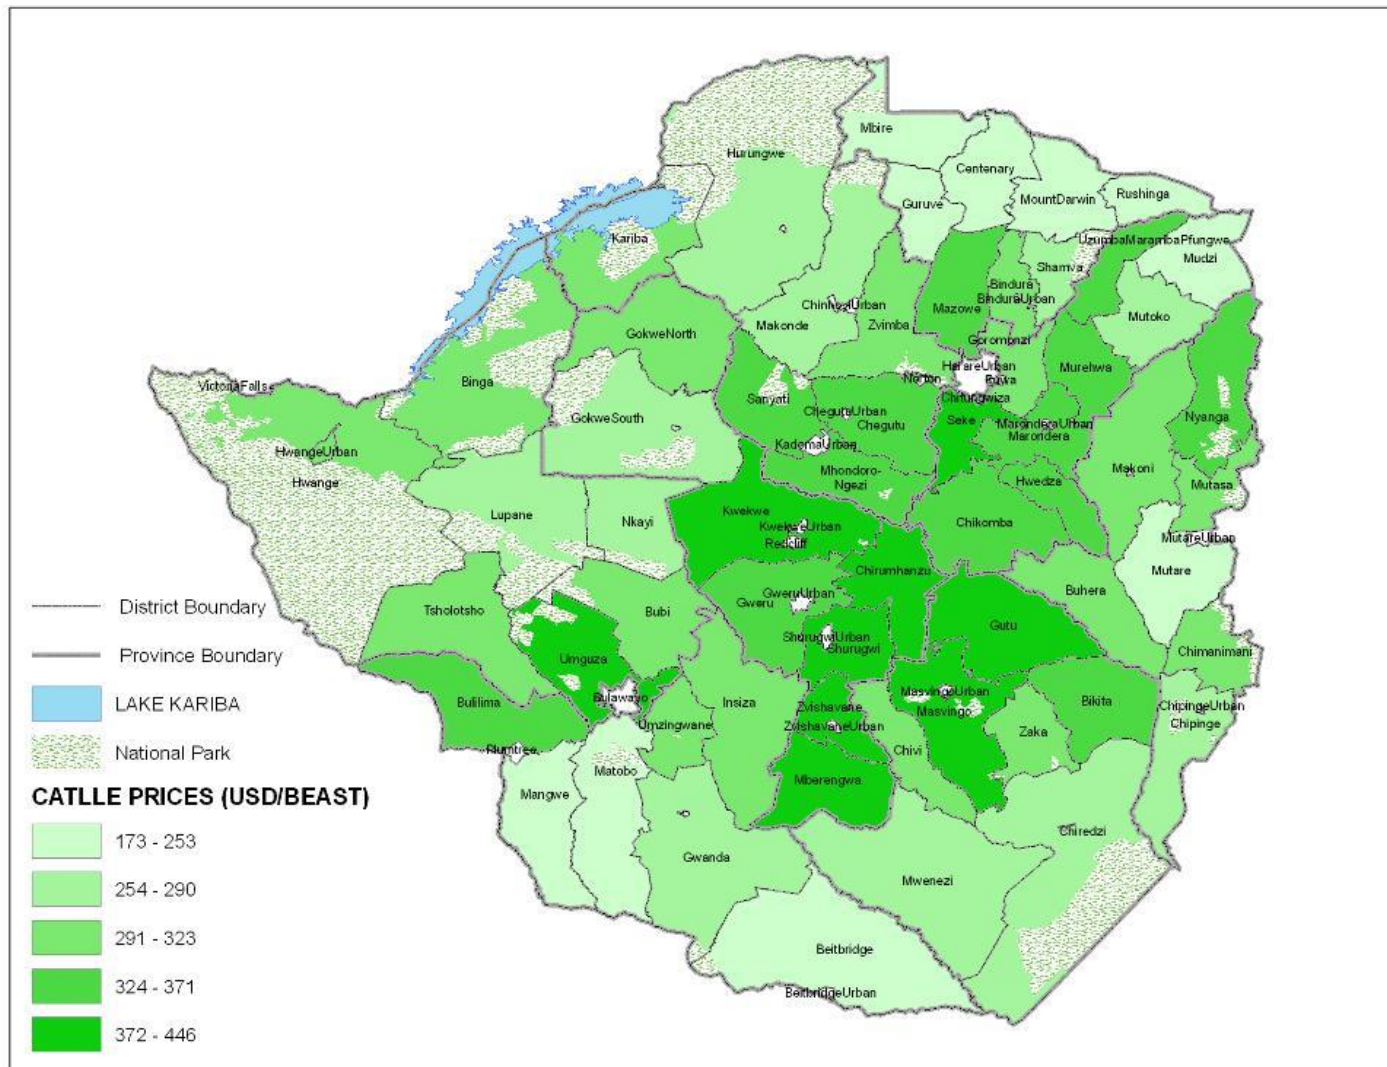 Mbire
Hurungwe
Centenary
Guruve
MountDarwin
Rushinga
Kariba
UzumbaMarambaPfungwe
Mudzi
Shamva
Bindura
BinduraUrban
ChinhoyiUrban
Makonde
Zvimba
Mazowe
Mutoko
GokweNorth
Goromonzi
Murehwa
HarareUrban
Ruwa
Norton
Binga
VictoriaFalls
Sanyati
CheguteUrban
Chegutu
Chitungwiza
Seke
MaronderaUrban
Marondera
Nyanga
GokweSouth
KadomaUrban
HwangeUrban
Hwange
Mhondoro-
Ngezi
Hwedza
Makoni
Mutasa
Lupane
Nkayi
Kwekwe
KwekweUrban
Redcliff
Chikomba
MutareUrban
Mutare
Chirumhanzu
Buhera
Tsholotsho
Bubi
Gweru
GweruUrban
Gutu
ShurugwiUrban
Shurugwi
Chimanimani
Umguza
Bulilima
Bulawayo
Insiza
Umzingwane
Zvishavane
ZvishavaneUrban
MasvingoUrban
Masvingo
Bikita
Zaka
ChipingeUrban
Chipinge
Chivi
Plumtree
Matobo
Mangwe
Mberengwa
Chiredzi
Gwanda
Mwenezi
Beitbridge
BeitbridgeUrban
District Boundary
Province Boundary
LAKE KARIBA
National Park
CATLLE PRICES (USD/BEAST)
173 - 253
254 - 290
291 - 323
324 - 371
372 - 446